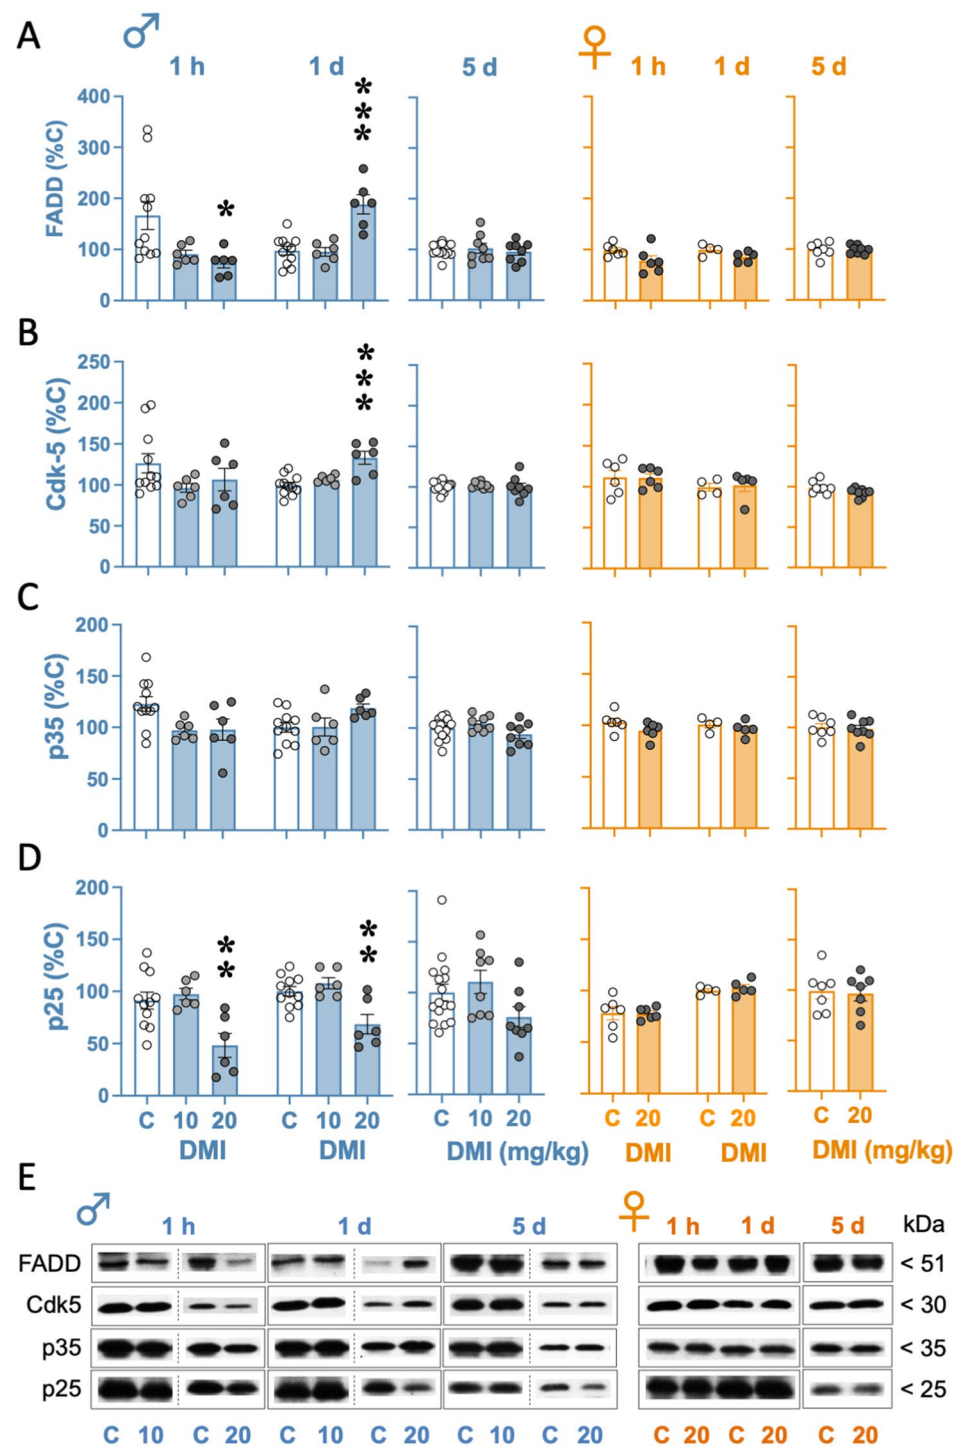 A
♂
♀
1 h
1 d
5 d
1 h
1 d
5 d
FADD (%C)
400
300
200
100
0
*
***
B
Cdk-5 (%C)
250
200
150
100
50
0
***
C
p35 (%C)
200
150
100
50
0
D
p25 (%C)
200
150
100
50
0
**
**
C 10 20 C 10 20 C 10 20 C 20 C 20 C 20
DMI DMI DMI (mg/kg) DMI DMI DMI (mg/kg)
E
♂
♀
1 h 1 d 5 d 1 h 1 d 5 d kDa
FADD < 51
Cdk5 < 30
p35 < 35
p25 < 25
C 10 C 20 C 10 C 20 C 10 C 20 C 20 C 20 C 20